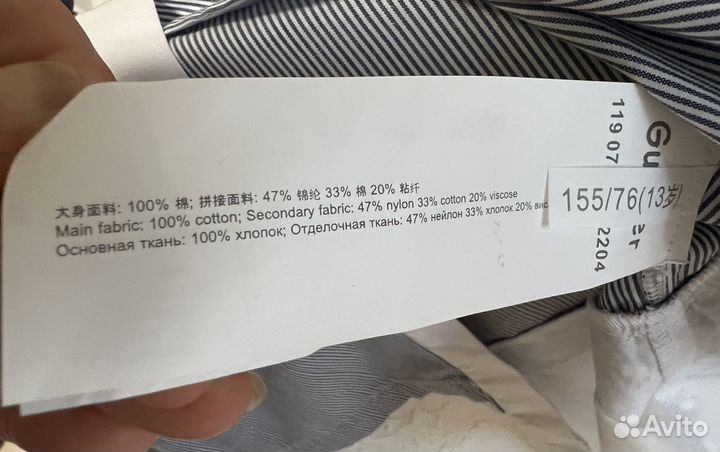 大身面料: 100% 棉; 拼接面料: 47% 锦纶 33% 棉 20% 粘纤
Main fabric: 100% cotton; Secondary fabric: 47% nylon 33% cotton 20% viscose
Основная ткань: 100% хлопок; Отделочная ткань: 47% нейлон 33% хлопок 20%
155/76(13岁)
119 07
2204
Avito